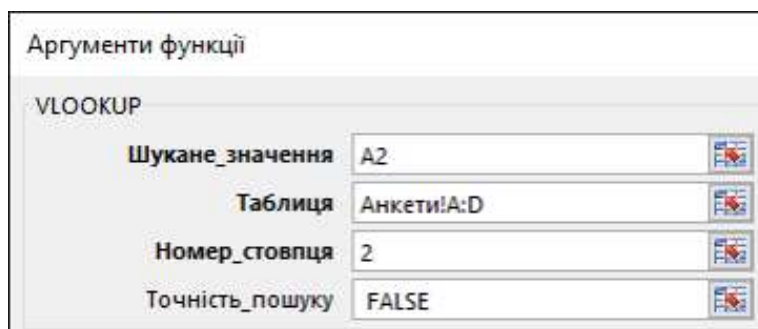 Аргументи функції
VLOOKUP
Шукане_значення A2
Таблиця Анкети!A:D
Номер_стовпця 2
Точність_пошуку FALSE